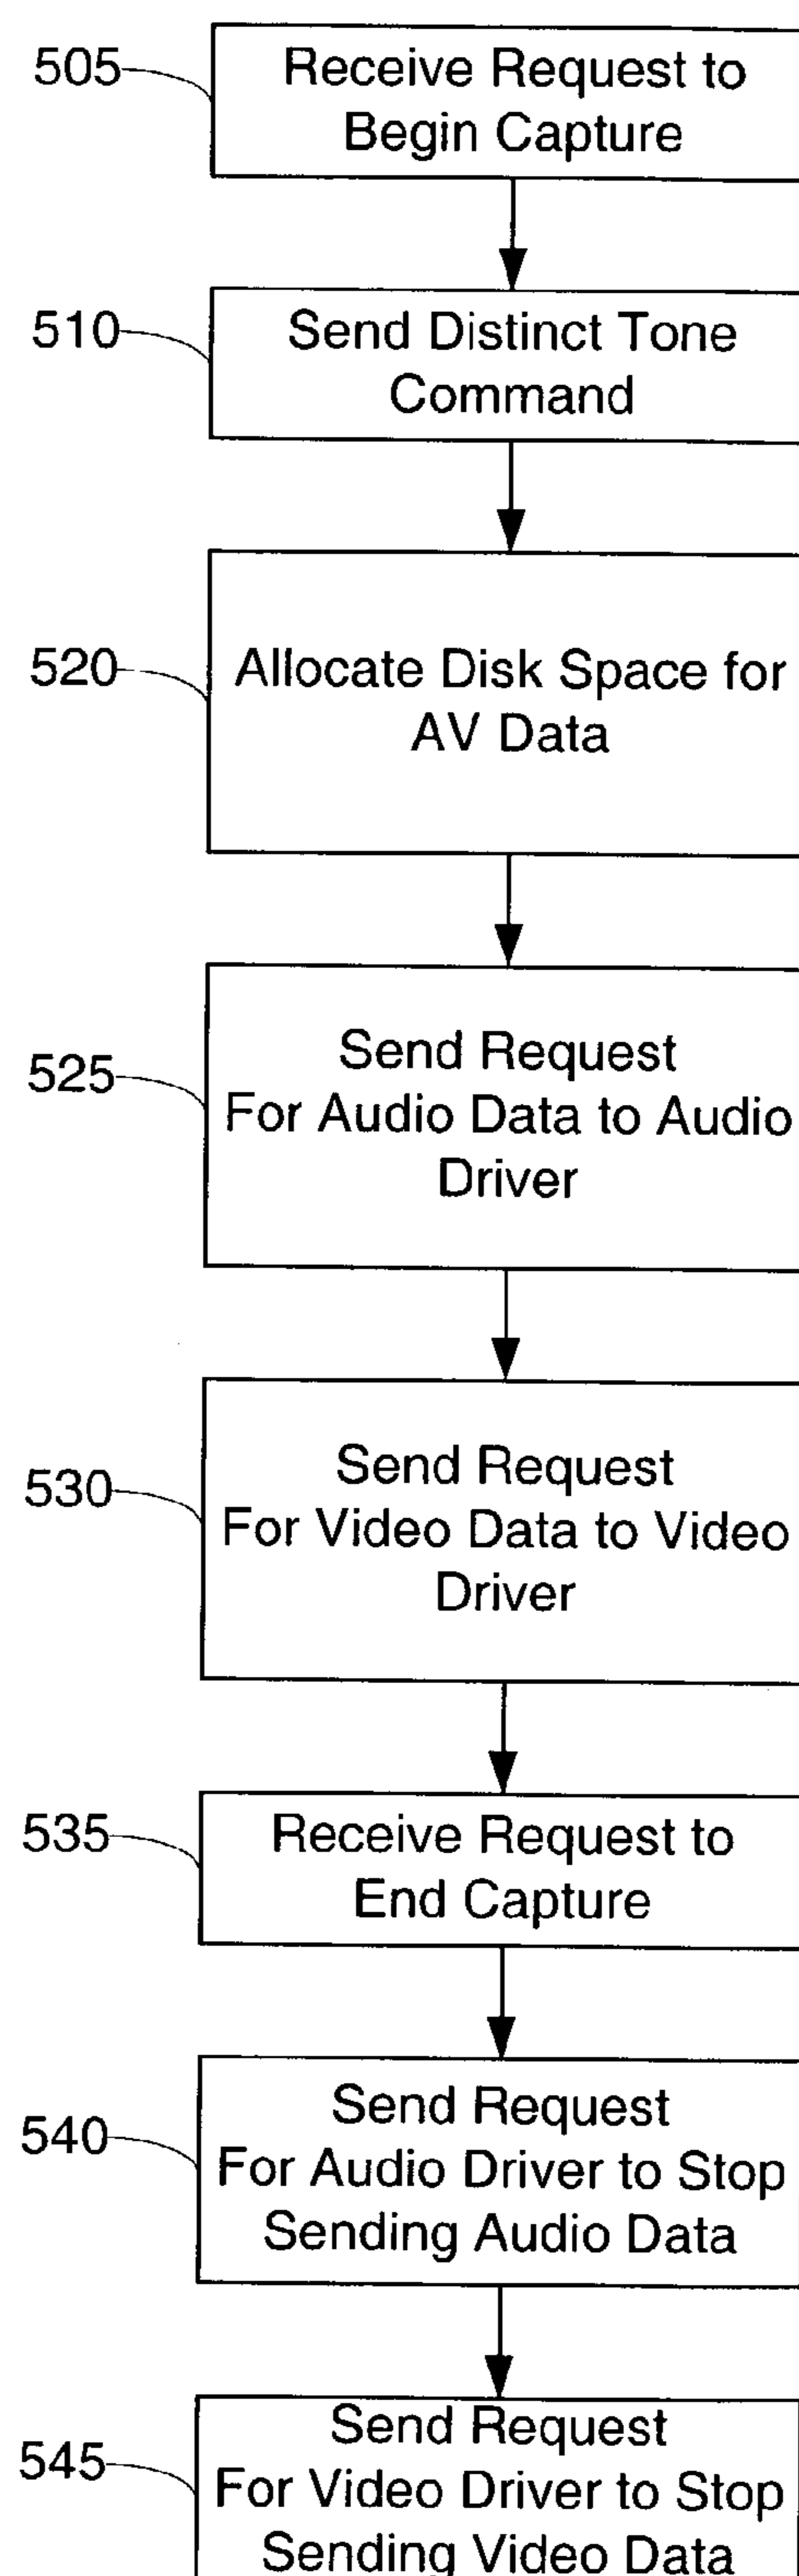 505
Receive Request to
Begin Capture
510
Send Distinct Tone
Command
520
Allocate Disk Space for
AV Data
525
Send Request
For Audio Data to Audio
Driver
530
Send Request
For Video Data to Video
Driver
535
Receive Request to
End Capture
540
Send Request
For Audio Driver to Stop
Sending Audio Data
545
Send Request
For Video Driver to Stop
Sending Video Data